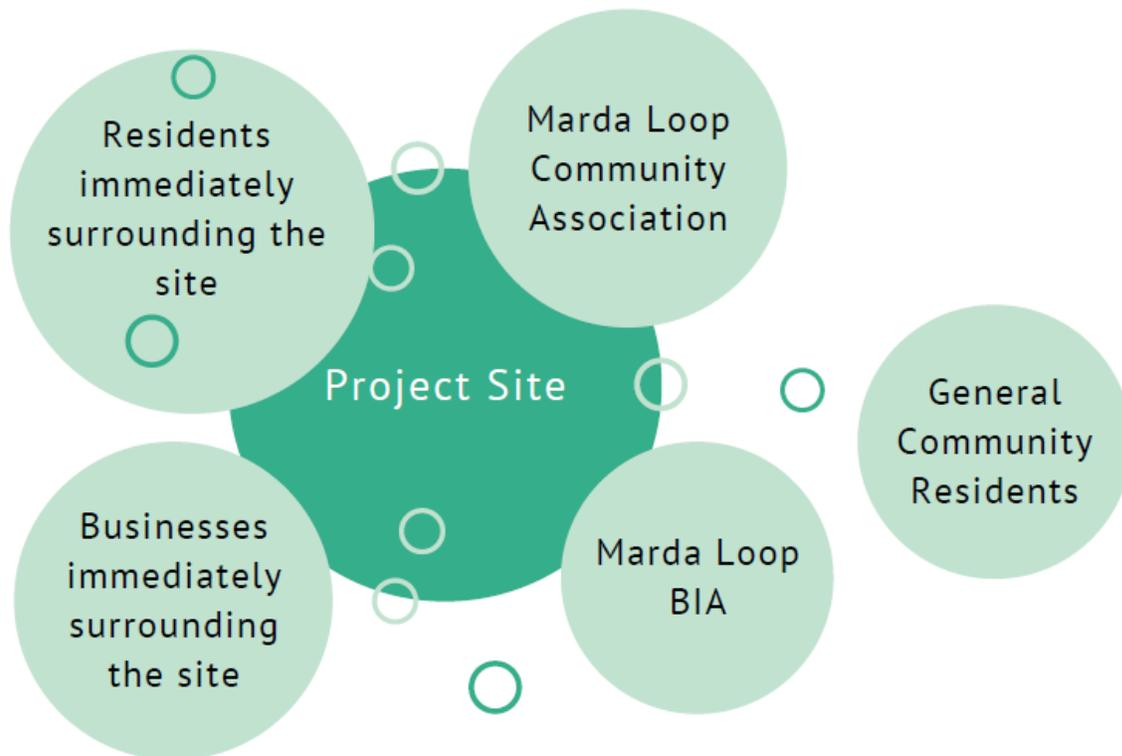 Residents
immediately
surrounding the
site
Marda Loop
Community
Association
Project Site
General
Community
Residents
Businesses
immediately
surrounding
the site
Marda Loop
BIA